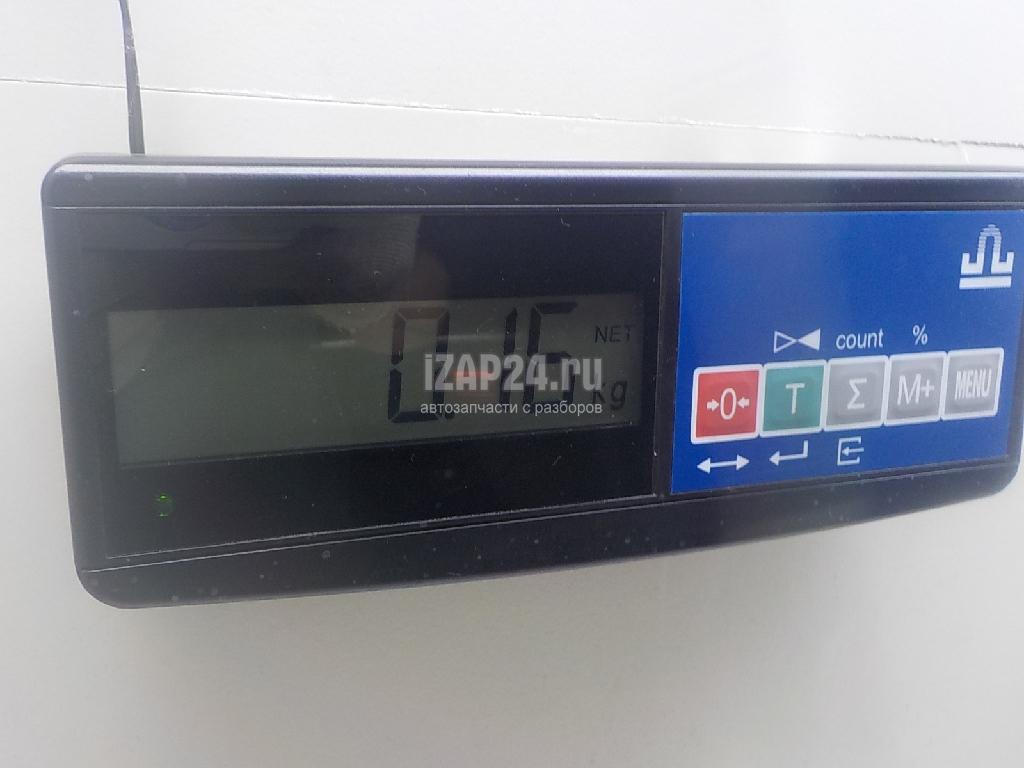 0.16
NET
kg
iZAP24.ru
автозапчасти с разборов
count %
→0← T Σ M+ MENU